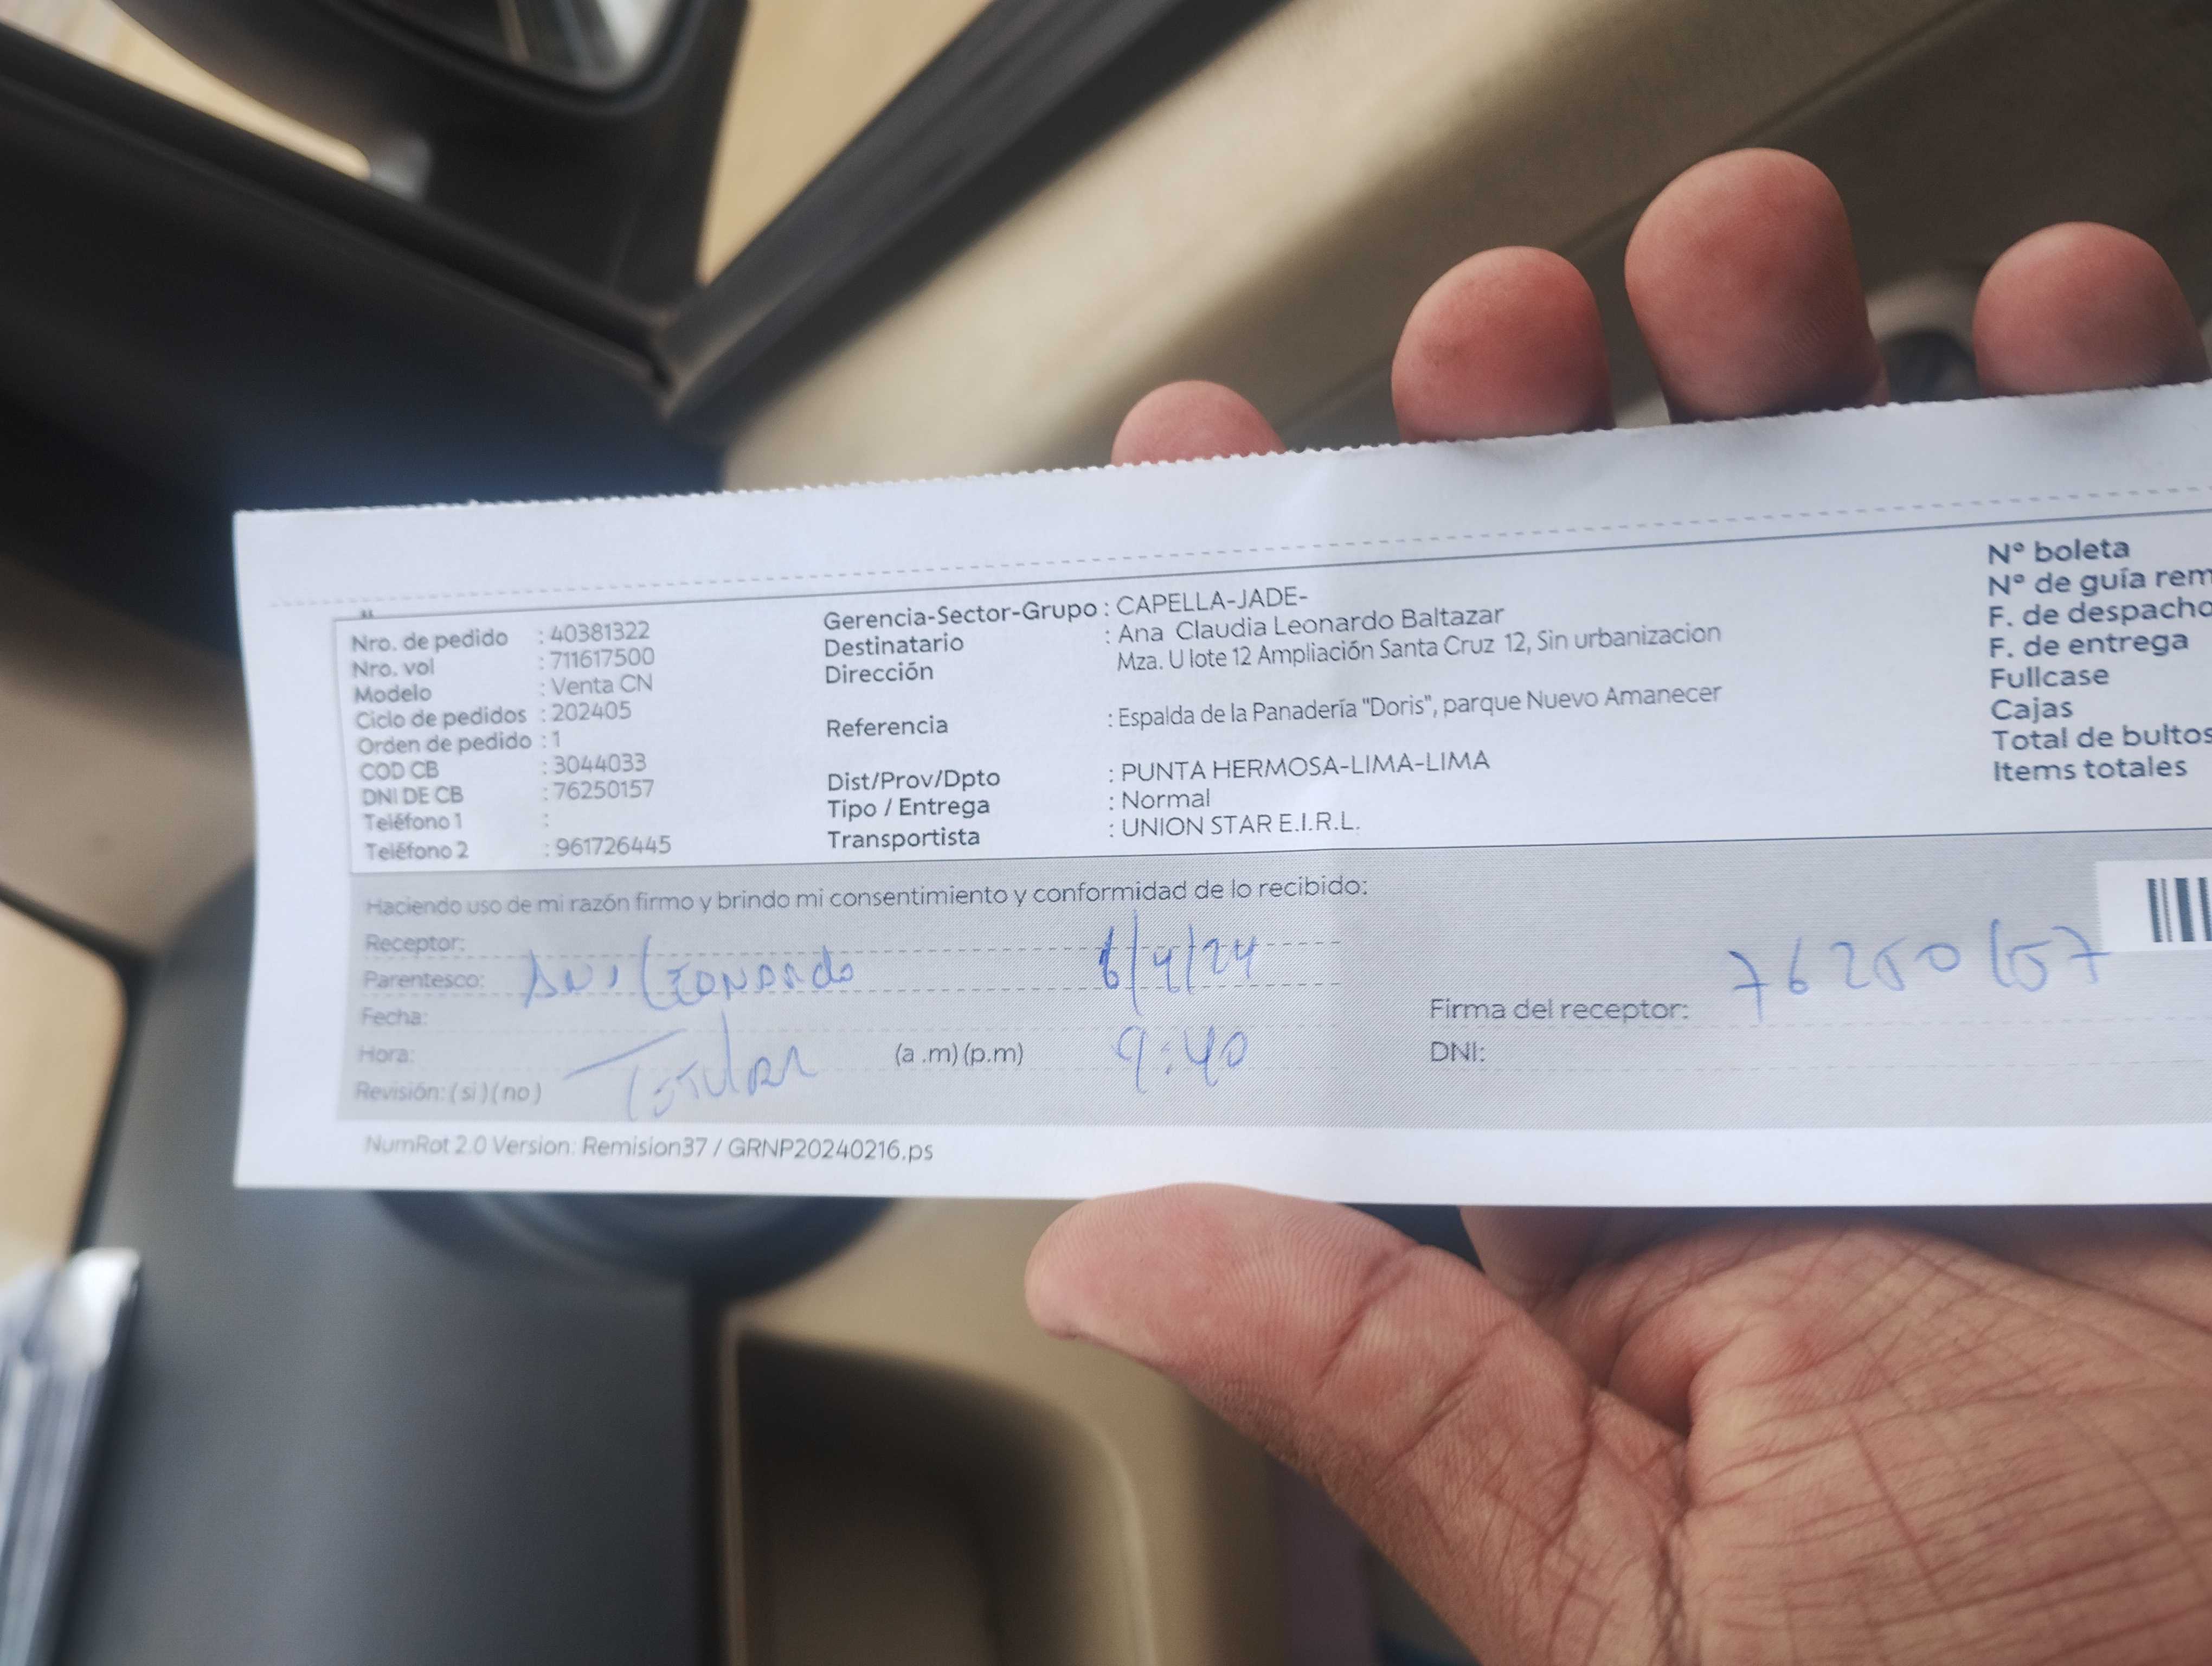 Nro. de pedido : 40381322
Nro. vol : 711617500
Modelo : Venta CN
Ciclo de pedidos : 202405
Orden de pedido : 1
COD CB : 3044033
DNI DE CB : 76250157
Teléfono 1 :
Teléfono 2 : 961726445
Gerencia-Sector-Grupo : CAPELLA-JADE-
Destinatario : Ana Claudia Leonardo Baltazar
Dirección Mza. U lote 12 Ampliación Santa Cruz 12, Sin urbanizacion
Referencia : Espalda de la Panadería "Doris", parque Nuevo Amanecer
Dist/Prov/Dpto : PUNTA HERMOSA-LIMA-LIMA
Tipo / Entrega : Normal
Transportista : UNION STAR E.I.R.L.
N° boleta
N° de guía rem
F. de despacho
F. de entrega
Fullcase
Cajas
Total de bultos
Items totales
Haciendo uso de mi razón firmo y brindo mi consentimiento y conformidad de lo recibido:
Receptor:
Parentesco: Ana Leonardo 6/4/24
Fecha:
Hora: Titular (a .m) (p.m) 9:40
Revisión: ( si ) ( no )
76250157
Firma del receptor:
DNI:
NumRot 2.0 Version: Remision37 / GRNP20240216.ps